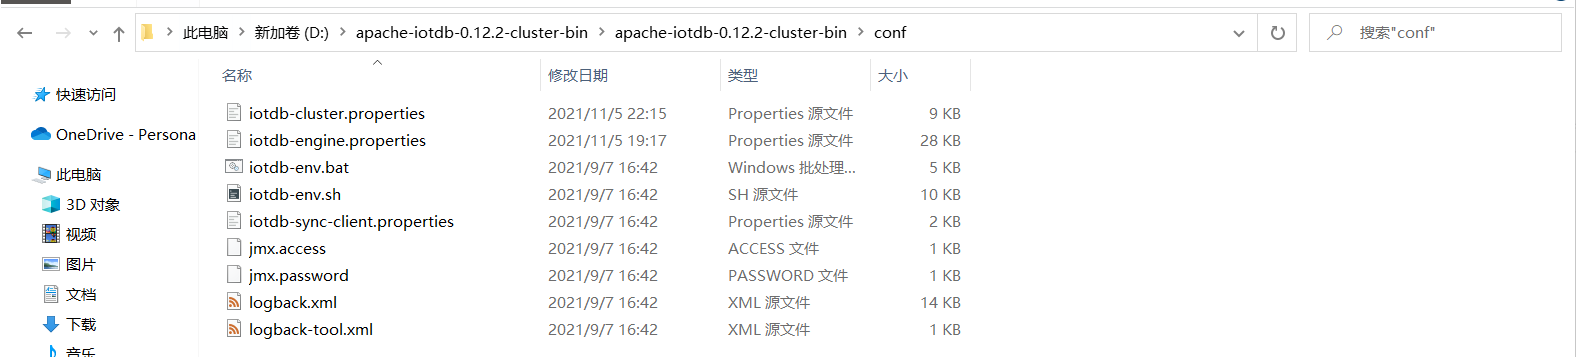 此电脑 > 新加卷 (D:) > apache-iotdb-0.12.2-cluster-bin > apache-iotdb-0.12.2-cluster-bin > conf
搜索"conf"
名称 修改日期 类型 大小
快速访问
OneDrive - Persona
此电脑
3D 对象
视频
图片
文档
下载
音乐
iotdb-cluster.properties 2021/11/5 22:15 Properties 源文件 9 KB
iotdb-engine.properties 2021/11/5 19:17 Properties 源文件 28 KB
iotdb-env.bat 2021/9/7 16:42 Windows 批处理... 5 KB
iotdb-env.sh 2021/9/7 16:42 SH 源文件 10 KB
iotdb-sync-client.properties 2021/9/7 16:42 Properties 源文件 2 KB
jmx.access 2021/9/7 16:42 ACCESS 文件 1 KB
jmx.password 2021/9/7 16:42 PASSWORD 文件 1 KB
logback.xml 2021/9/7 16:42 XML 源文件 14 KB
logback-tool.xml 2021/9/7 16:42 XML 源文件 1 KB